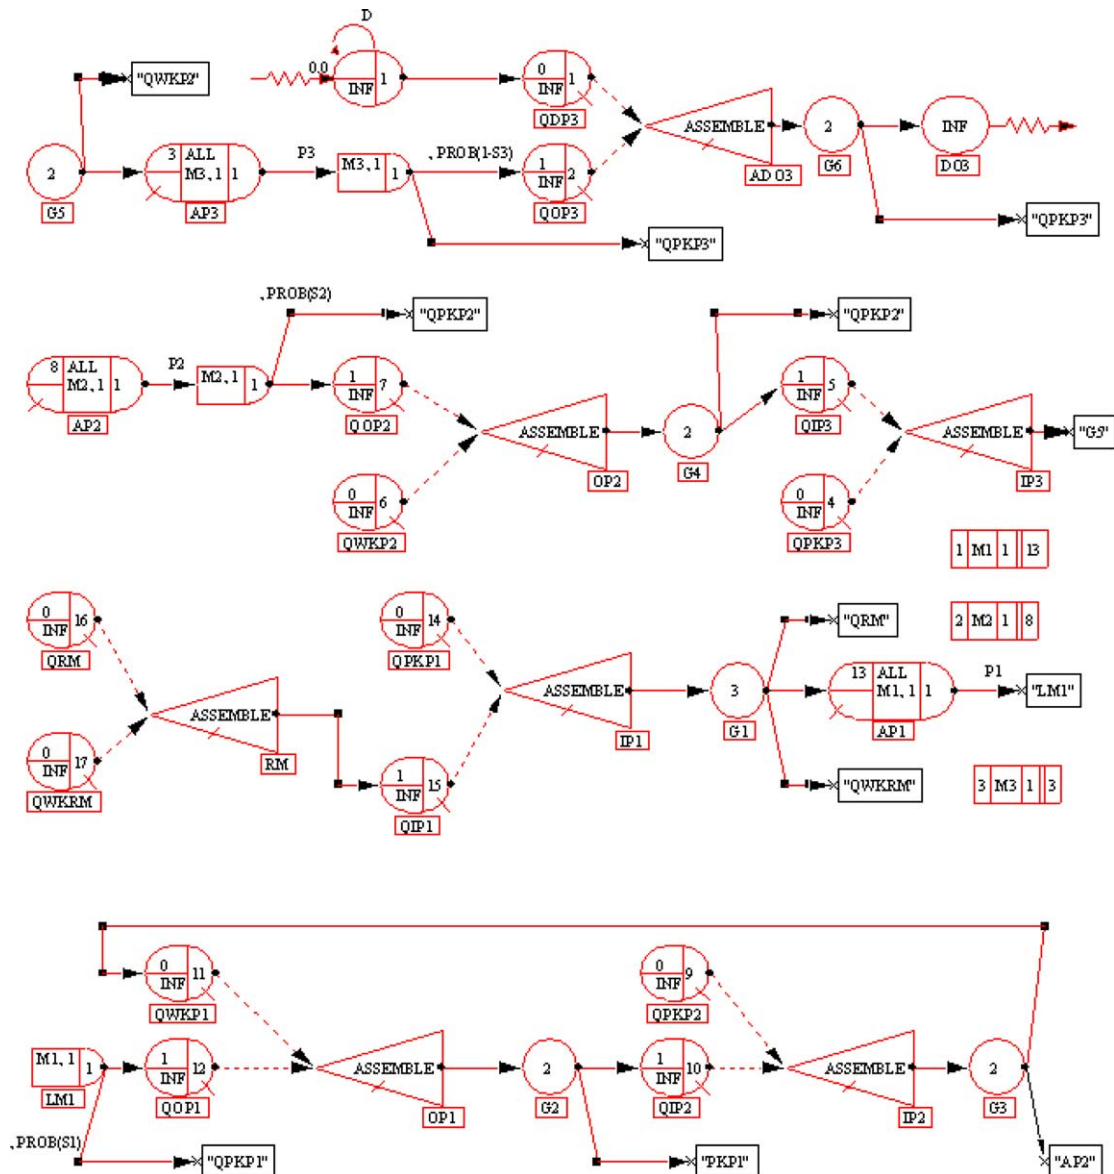 D
"QWKP2"
0,0
INF 1
0
INF 1
QDP3
2
G5
3 ALL
M3,1 1
AP3
P3
M3,1 1
,PROB(1-S3)
1
INF 2
QOP3
ASSEMBLE
ADO3
2
G6
INF
DO3
"QPKP3"
"QPKP3"
,PROB(S2)
"QPKP2"
"QPKP2"
8 ALL
M2,1 1
AP2
P2
M2,1 1
1
INF 7
QOP2
ASSEMBLE
OP2
2
G4
1
INF 5
QIP3
ASSEMBLE
IP3
"G5"
0
INF 6
QWKP2
0
INF 4
QPKP3
1 M1 1 13
2 M2 1 8
0
INF 16
QRM
0
INF 14
QPKP1
"QRM"
ASSEMBLE
RM
ASSEMBLE
IP1
3
G1
13 ALL
M1,1 1
AP1
P1
"LM1"
0
INF 17
QWKRM
1
INF 15
QIP1
"QWKRM"
3 M3 1 3
0
INF 11
QWKP1
0
INF 9
QPKP2
M1,1 1
LM1
1
INF 12
QOP1
ASSEMBLE
OP1
2
G2
1
INF 10
QIP2
ASSEMBLE
IP2
2
G3
,PROB(S1)
"QPKP1"
"PKP1"
"AP2"